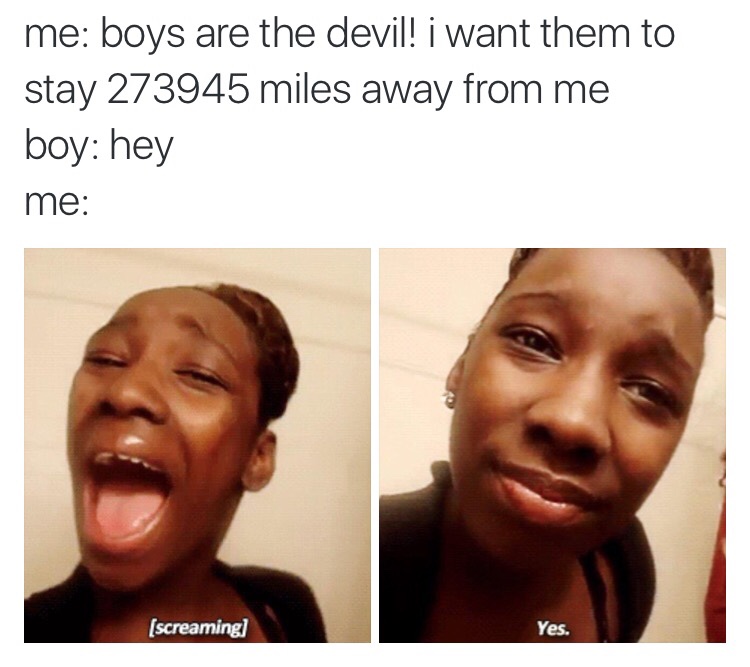 me: boys are the devil! i want them to
stay 273945 miles away from me
boy: hey
me:
[screaming]
Yes.